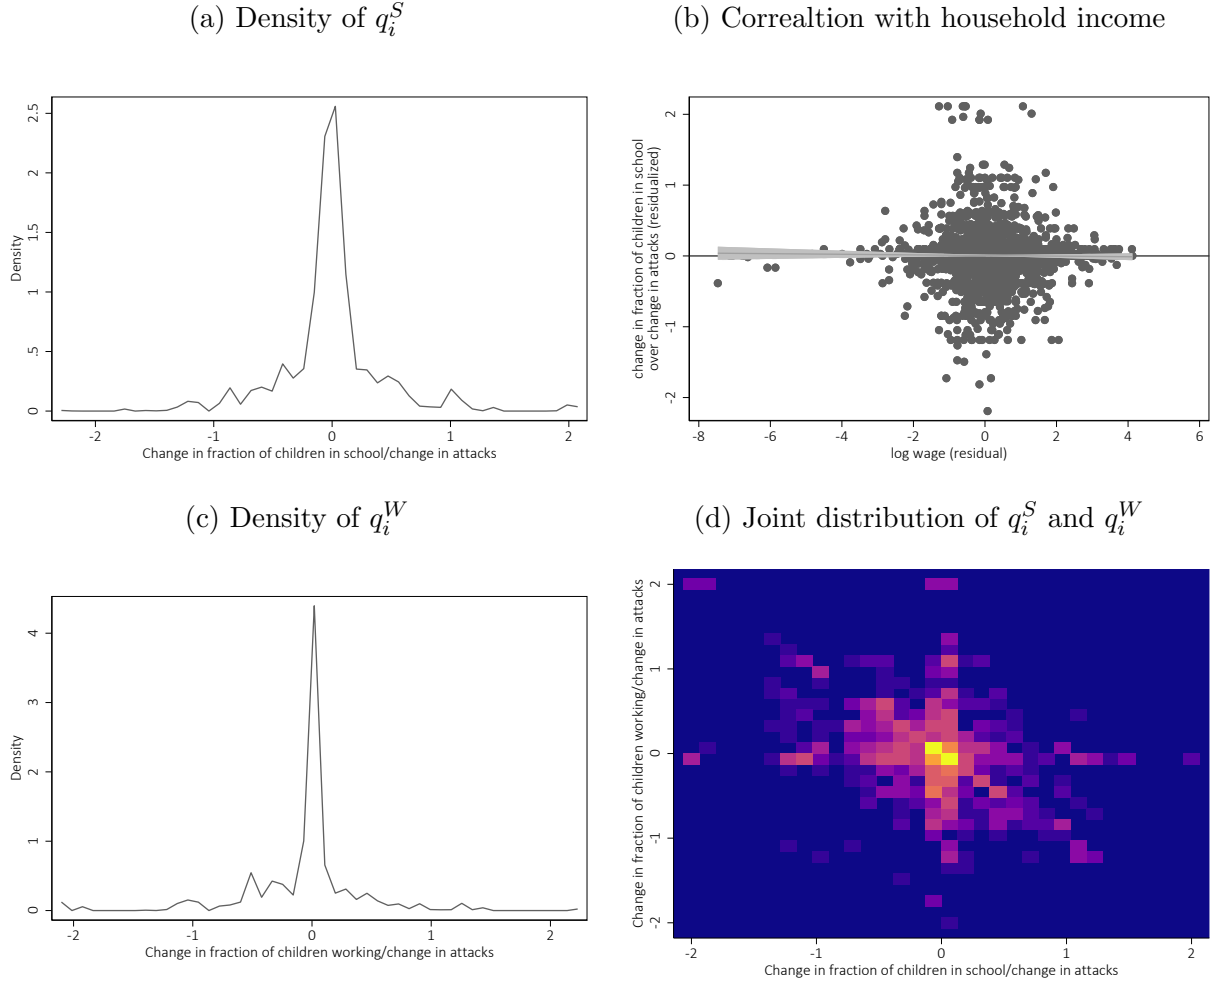 (a) Density of q_i^S
2.5
2
1.5
1
.5
0
Density
-2 -1 0 1 2
Change in fraction of children in school/change in attacks
(b) Correaltion with household income
2
1
0
-1
-2
change in fraction of children in school
over change in attacks (residualized)
-8 -6 -4 -2 0 2 4 6
log wage (residual)
(c) Density of q_i^W
4
3
2
1
0
Density
-2 -1 0 1 2
Change in fraction of children working/change in attacks
(d) Joint distribution of q_i^S and q_i^W
2
1
0
-1
-2
Change in fraction of children working/change in attacks
-2 -1 0 1 2
Change in fraction of children in school/change in attacks